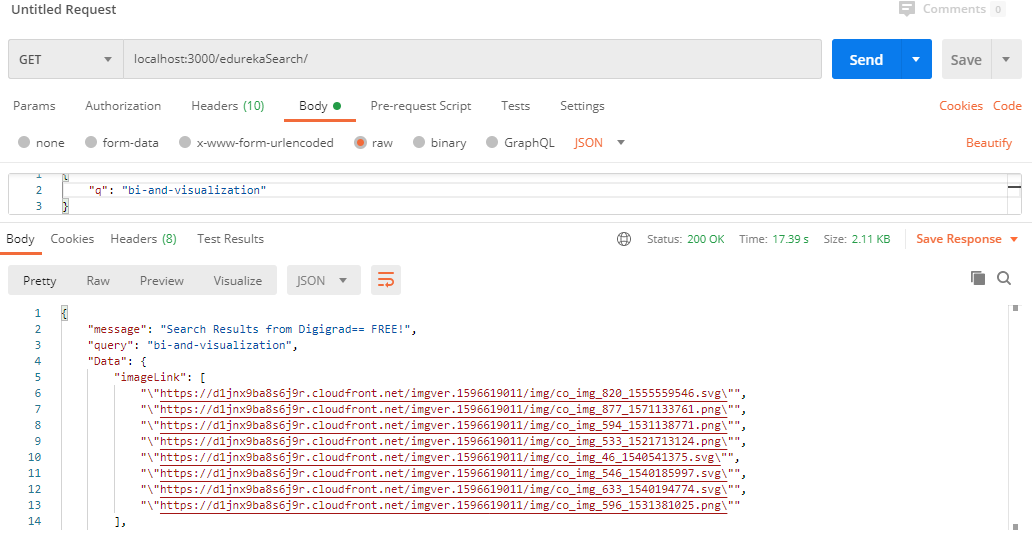 Untitled Request
Comments 0
GET localhost:3000/edurekaSearch/ Send Save
Params Authorization Headers (10) Body Pre-request Script Tests Settings Cookies Code
none form-data x-www-form-urlencoded raw binary GraphQL JSON Beautify
1 {
2 "q": "bi-and-visualization"
3 }
Body Cookies Headers (8) Test Results Status: 200 OK Time: 17.39 s Size: 2.11 KB Save Response
Pretty Raw Preview Visualize JSON
1 {
2 "message": "Search Results from Digigrad== FREE!",
3 "query": "bi-and-visualization",
4 "Data": {
5 "imageLink": [
6 "\"https://d1jnx9ba8s6j9r.cloudfront.net/imgver.1596619011/img/co_img_820_1555559546.svg\"",
7 "\"https://d1jnx9ba8s6j9r.cloudfront.net/imgver.1596619011/img/co_img_877_1571133761.png\"",
8 "\"https://d1jnx9ba8s6j9r.cloudfront.net/imgver.1596619011/img/co_img_594_1531138771.png\"",
9 "\"https://d1jnx9ba8s6j9r.cloudfront.net/imgver.1596619011/img/co_img_533_1521713124.png\"",
10 "\"https://d1jnx9ba8s6j9r.cloudfront.net/imgver.1596619011/img/co_img_46_1540541375.svg\"",
11 "\"https://d1jnx9ba8s6j9r.cloudfront.net/imgver.1596619011/img/co_img_546_1540185997.svg\"",
12 "\"https://d1jnx9ba8s6j9r.cloudfront.net/imgver.1596619011/img/co_img_633_1540194774.svg\"",
13 "\"https://d1jnx9ba8s6j9r.cloudfront.net/imgver.1596619011/img/co_img_596_1531381025.png\""
14 ],